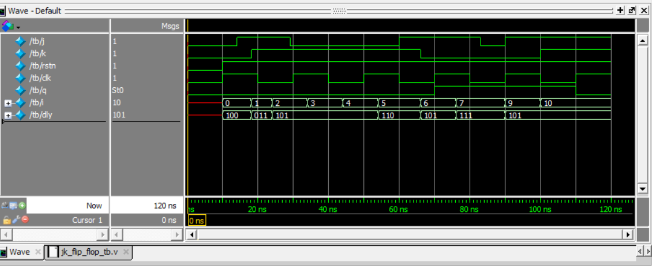 Wave - Default
Msgs
/tb/j 1
/tb/k 1
/tb/rstn 1
/tb/clk 1
/tb/q St0
/tb/i 10 0 1 2 3 4 5 6 7 9 10
/tb/dly 101 100 011 101 110 101 111 101
Now 120 ns 20 ns 40 ns 60 ns 80 ns 100 ns 120 ns
Cursor 1 0 ns 0 ns
Wave jk_flip_flop_tb.v